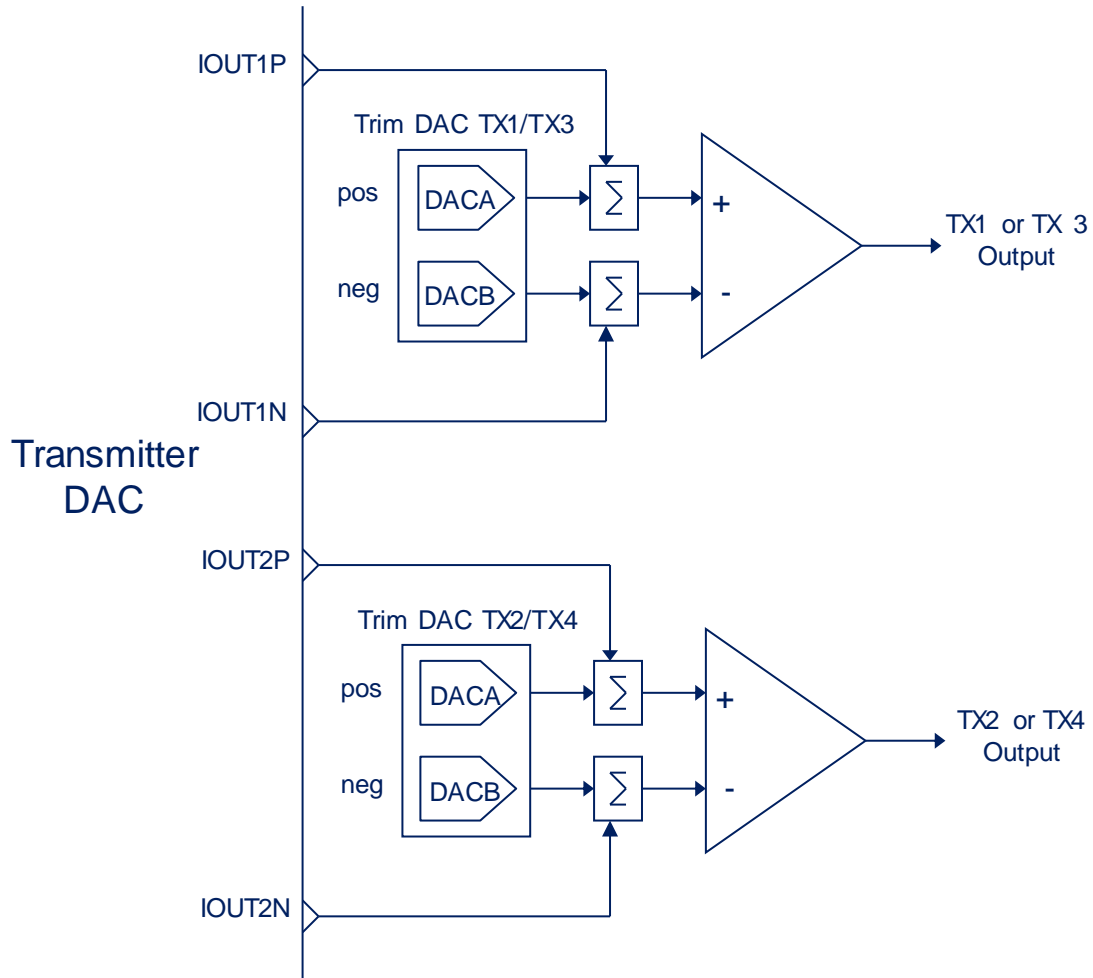 IOUT1P
Trim DAC TX1/TX3
pos
DACA
Σ
+
neg
DACB
Σ
-
TX1 or TX 3
Output
IOUT1N
Transmitter
DAC
IOUT2P
Trim DAC TX2/TX4
pos
DACA
Σ
+
neg
DACB
Σ
-
TX2 or TX4
Output
IOUT2N